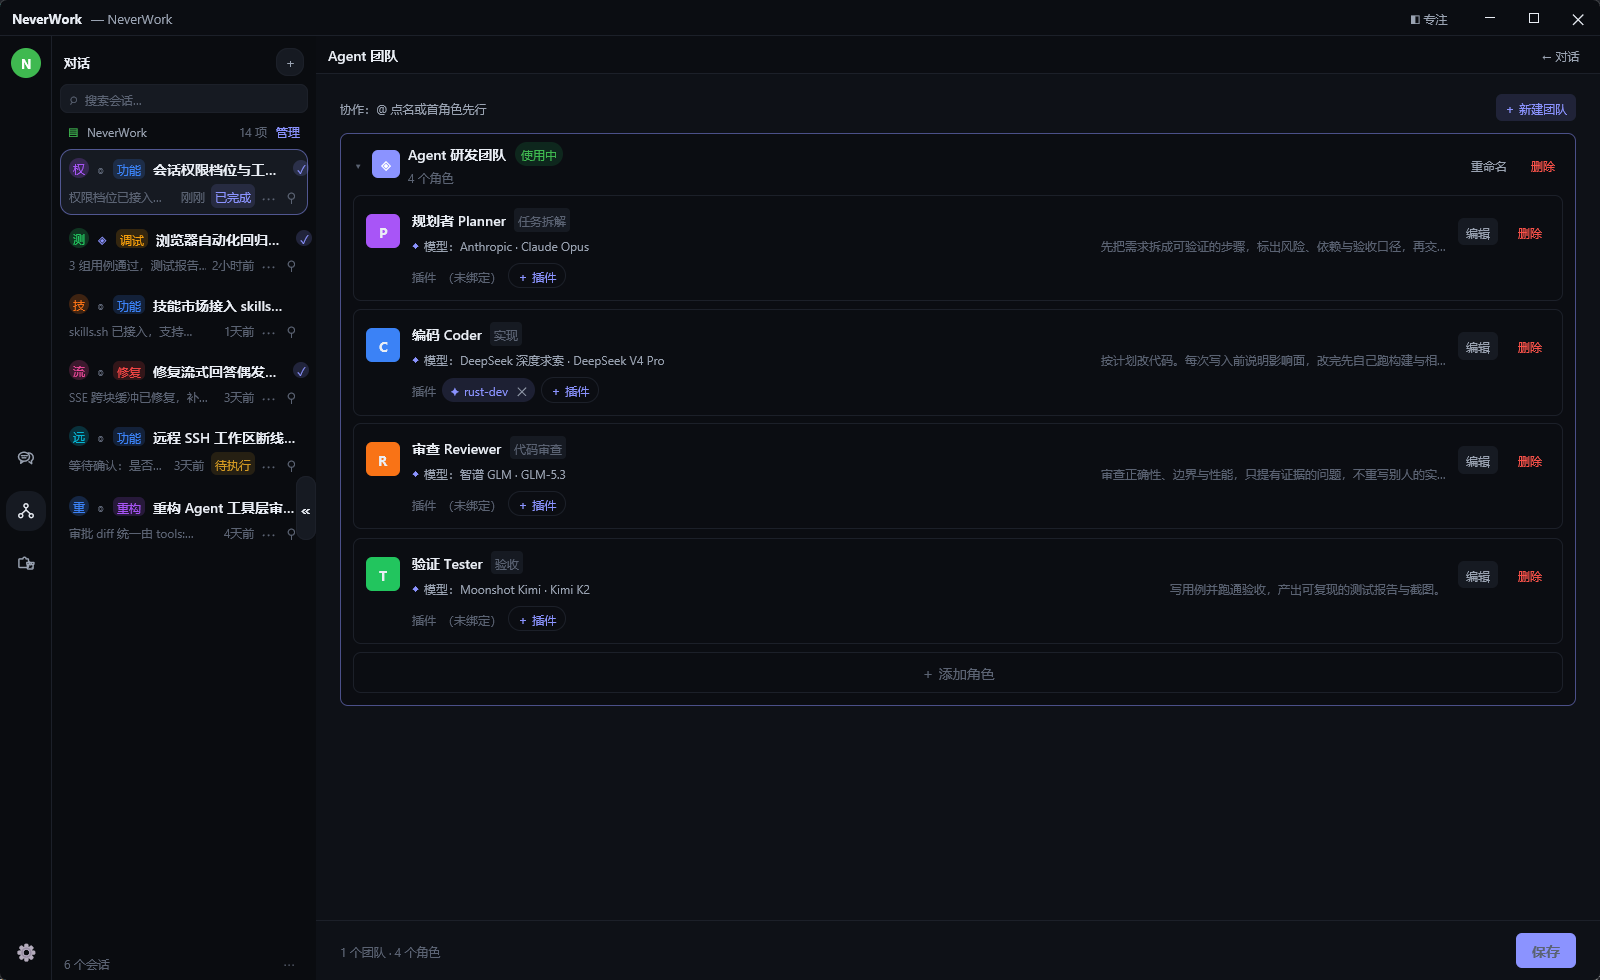 NeverWork — NeverWork
专注
N
对话
+
搜索会话...
NeverWork 14 项 管理
权 功能 会话权限档位与工...
权限档位已接入... 刚刚 已完成 ...
测 调试 浏览器自动化回归...
3 组用例通过，测试报告... 2小时前 ...
技 功能 技能市场接入 skills...
skills.sh 已接入，支持... 1天前 ...
流 修复 修复流式回答偶发...
SSE 跨块缓冲已修复，补... 3天前 ...
远 功能 远程 SSH 工作区断线...
等待确认：是否... 3天前 待执行 ...
重 重构 重构 Agent 工具层审...
审批 diff 统一由 tools:... 4天前 ...
«
6 个会话 ...
Agent 团队
← 对话
协作：@ 点名或首角色先行
+ 新建团队
Agent 研发团队 使用中
4 个角色
重命名 删除
P
规划者 Planner 任务拆解
模型：Anthropic · Claude Opus
先把需求拆成可验证的步骤，标出风险、依赖与验收口径，再交...
编辑 删除
插件 （未绑定） + 插件
C
编码 Coder 实现
模型：DeepSeek 深度求索 · DeepSeek V4 Pro
按计划改代码。每次写入前说明影响面，改完先自己跑构建与相...
编辑 删除
插件 rust-dev + 插件
R
审查 Reviewer 代码审查
模型：智谱 GLM · GLM-5.3
审查正确性、边界与性能，只提有证据的问题，不重写别人的实...
编辑 删除
插件 （未绑定） + 插件
T
验证 Tester 验收
模型：Moonshot Kimi · Kimi K2
写用例并跑通验收，产出可复现的测试报告与截图。
编辑 删除
插件 （未绑定） + 插件
+ 添加角色
1 个团队 · 4 个角色
保存